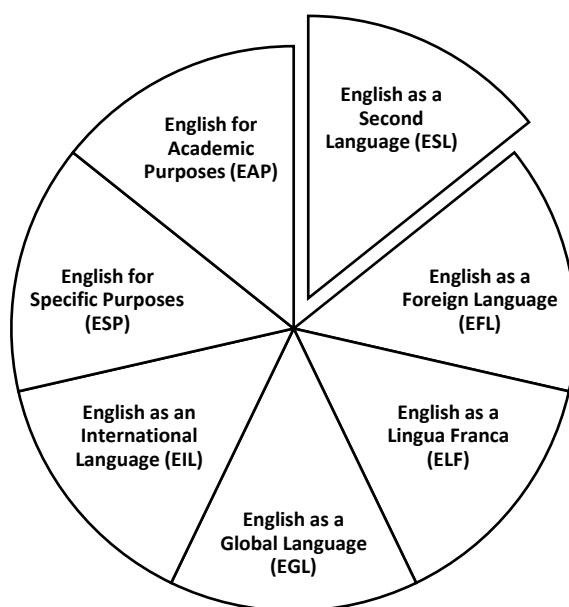 English as a
Second
Language (ESL)
English as a
Foreign Language
(EFL)
English as a
Lingua Franca
(ELF)
English as a
Global Language
(EGL)
English as an
International
Language (EIL)
English for
Specific Purposes
(ESP)
English for
Academic
Purposes (EAP)